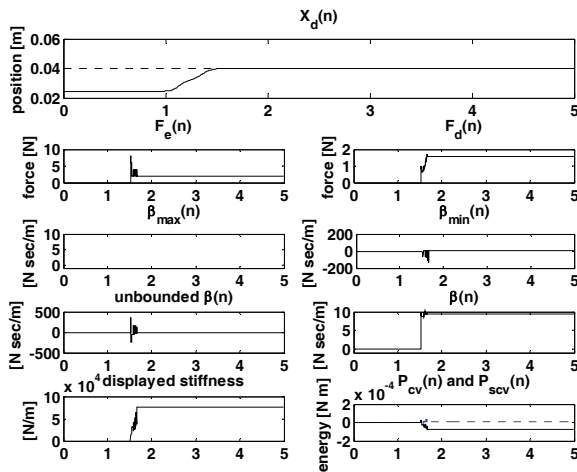 X_d(n)
position [m]
0.06
0.04
0.02
0 1 2 3 4 5
F_e(n)
force [N]
10
5
0
0 1 2 3 4 5
F_d(n)
force [N]
2
1
0
0 1 2 3 4 5
β_max(n)
[N sec/m]
10
0
0 1 2 3 4 5
β_min(n)
[N sec/m]
200
0
-200
0 1 2 3 4 5
unbounded β(n)
[N sec/m]
500
0
-500
0 1 2 3 4 5
β(n)
[N sec/m]
10
5
0
0 1 2 3 4 5
x 10^4 displayed stiffness
[N/m]
10
5
0
0 1 2 3 4 5
x 10^-4 P_cv(n) and P_scv(n)
energy [N m]
2
0
-2
0 1 2 3 4 5